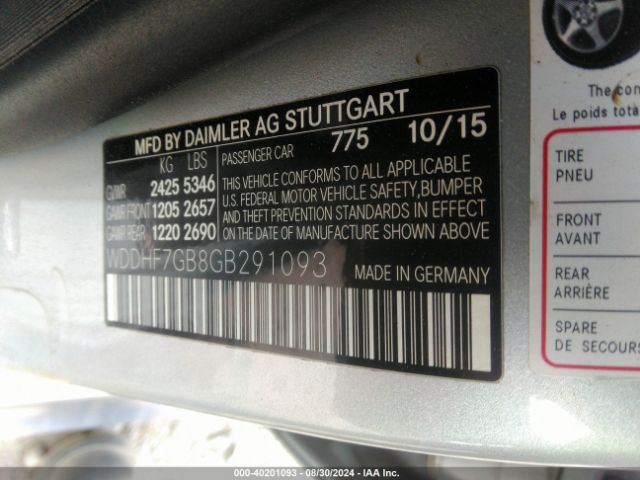 MFD BY DAIMLER AG STUTTGART
KG LBS
GVWR 2425 5346
GAWR FRONT 1205 2657
GAWR REAR 1220 2690
PASSENGER CAR 775 10/15
THIS VEHICLE CONFORMS TO ALL APPLICABLE
U.S. FEDERAL MOTOR VEHICLE SAFETY, BUMPER
AND THEFT PREVENTION STANDARDS IN EFFECT
ON THE DATE OF MANUFACTURE SHOWN ABOVE
WDDHF7GB8GB291093
MADE IN GERMANY
The com
Le poids tota
TIRE
PNEU
FRONT
AVANT
REAR
ARRIÈRE
SPARE
DE SECOURS
000-40201093 - 08/30/2024 - IAA Inc.